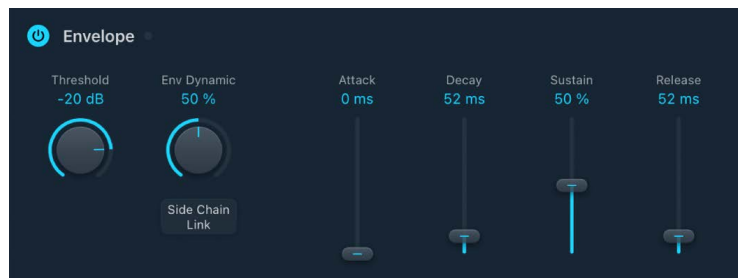 Envelope
Threshold Env Dynamic Attack Decay Sustain Release
-20 dB 50 % 0 ms 52 ms 50 % 52 ms
Side Chain
Link